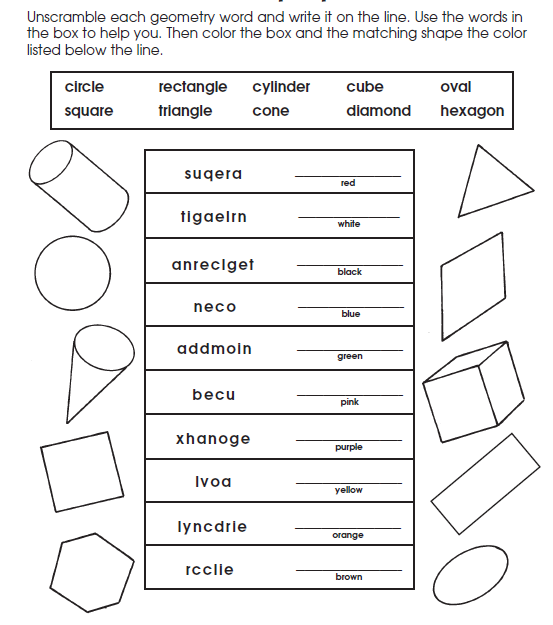 Unscramble each geometry word and write it on the line. Use the words in
the box to help you. Then color the box and the matching shape the color
listed below the line.
circle rectangle cylinder cube oval
square triangle cone diamond hexagon
suqera
red
tigaelrn
white
anreclget
black
neco
blue
addmoin
green
becu
pink
xhanoge
purple
lvoa
yellow
lyncdrie
orange
rcclie
brown